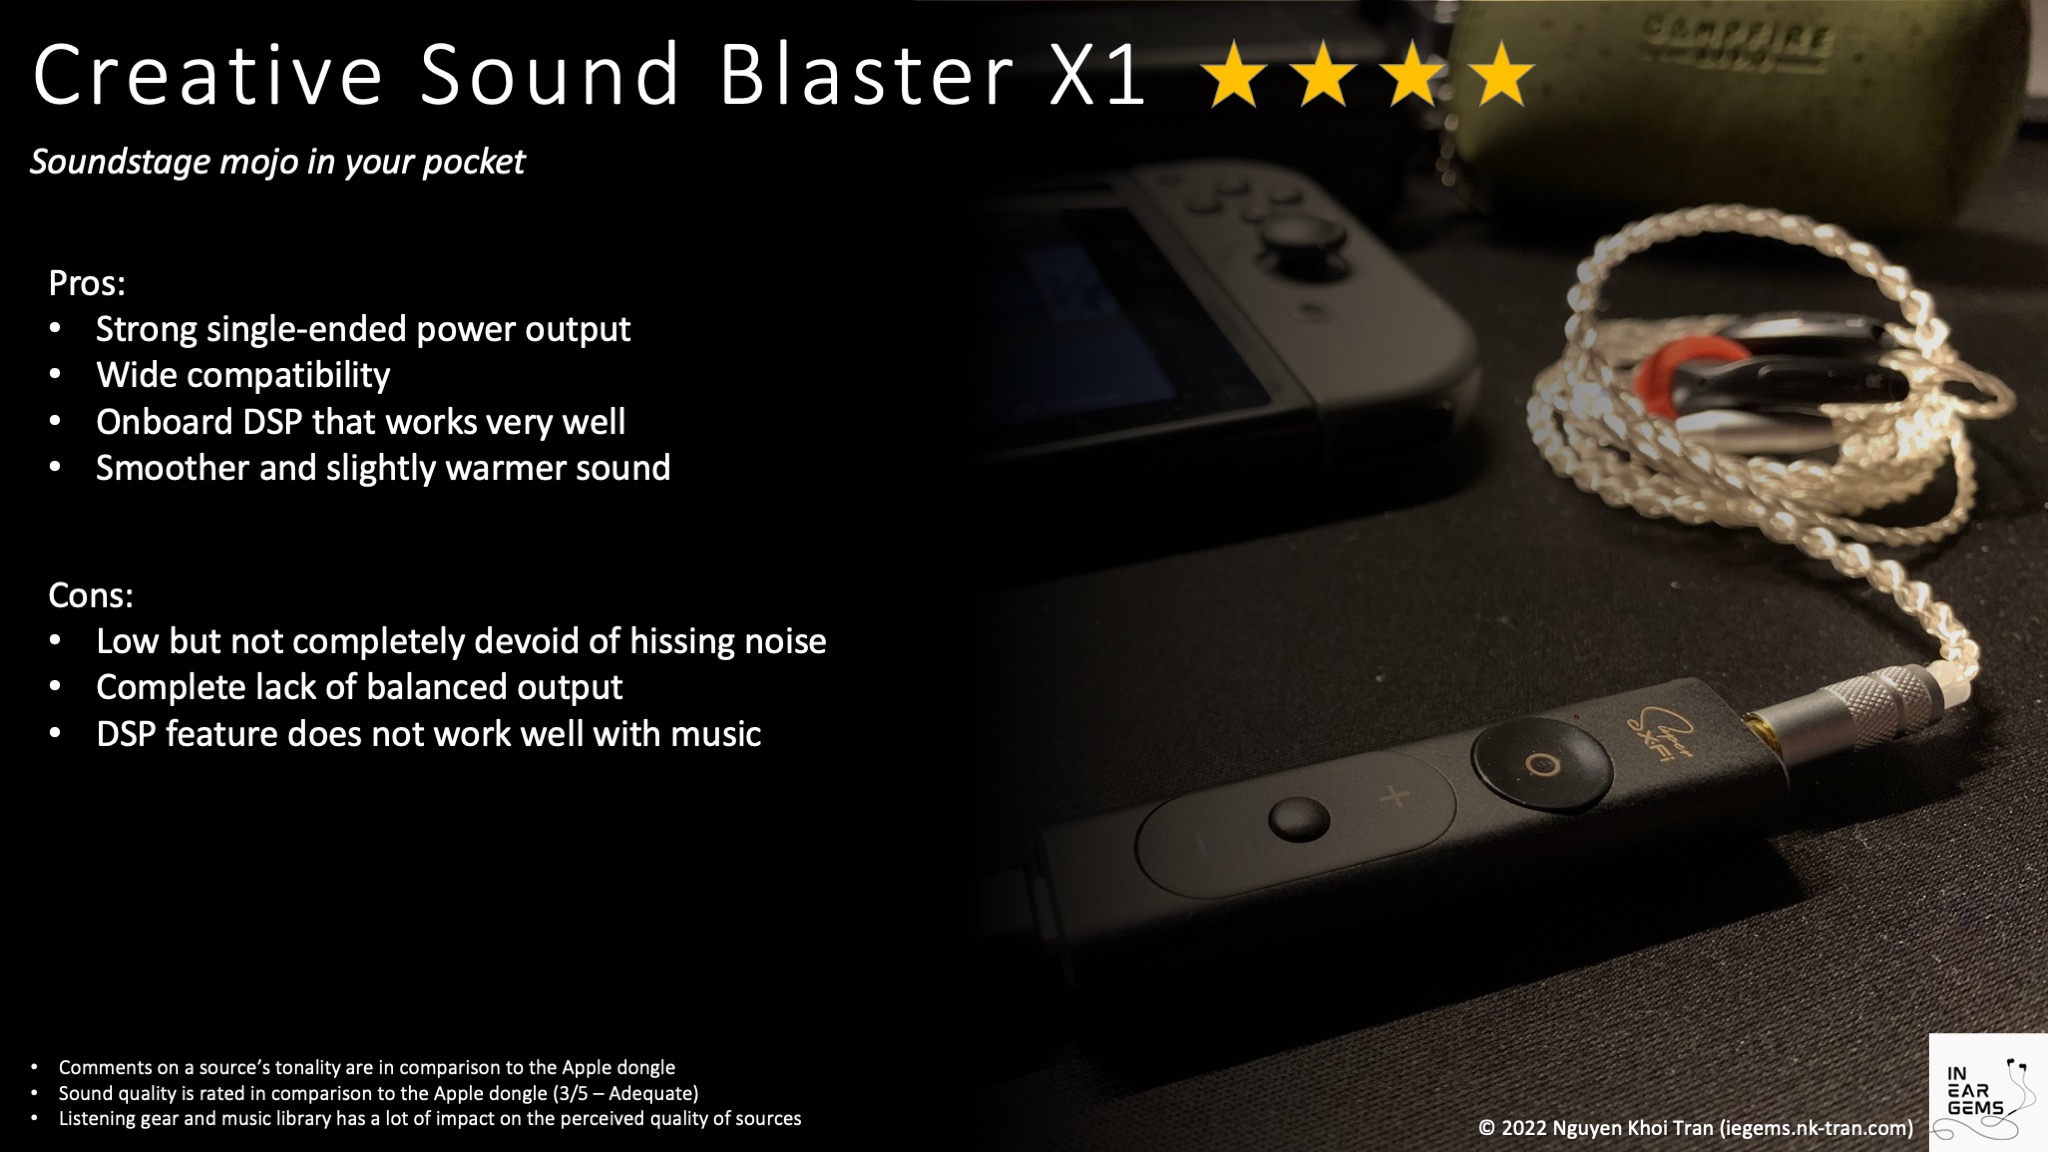 Creative Sound Blaster X1
Soundstage mojo in your pocket
Pros:
• Strong single-ended power output
• Wide compatibility
• Onboard DSP that works very well
• Smoother and slightly warmer sound
Cons:
• Low but not completely devoid of hissing noise
• Complete lack of balanced output
• DSP feature does not work well with music
CAMPFIRE
AUDIO
Super
XFi
• Comments on a source’s tonality are in comparison to the Apple dongle
• Sound quality is rated in comparison to the Apple dongle (3/5 – Adequate)
• Listening gear and music library has a lot of impact on the perceived quality of sources
© 2022 Nguyen Khoi Tran (iegems.nk-tran.com)
IN
EAR
GEMS